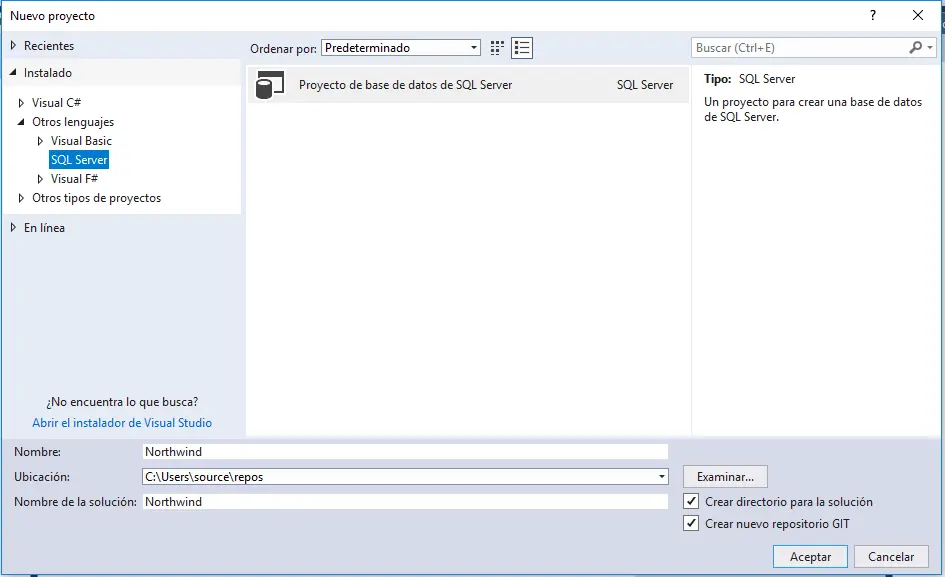 Nuevo proyecto
?
Recientes
Instalado
Visual C#
Otros lenguajes
Visual Basic
SQL Server
Visual F#
Otros tipos de proyectos
En línea
¿No encuentra lo que busca?
Abrir el instalador de Visual Studio
Ordenar por: Predeterminado
Proyecto de base de datos de SQL Server SQL Server
Buscar (Ctrl+E)
Tipo: SQL Server
Un proyecto para crear una base de datos
de SQL Server.
Nombre: Northwind
Ubicación: C:\Users\source\repos Examinar...
Nombre de la solución: Northwind
Crear directorio para la solución
Crear nuevo repositorio GIT
Aceptar Cancelar